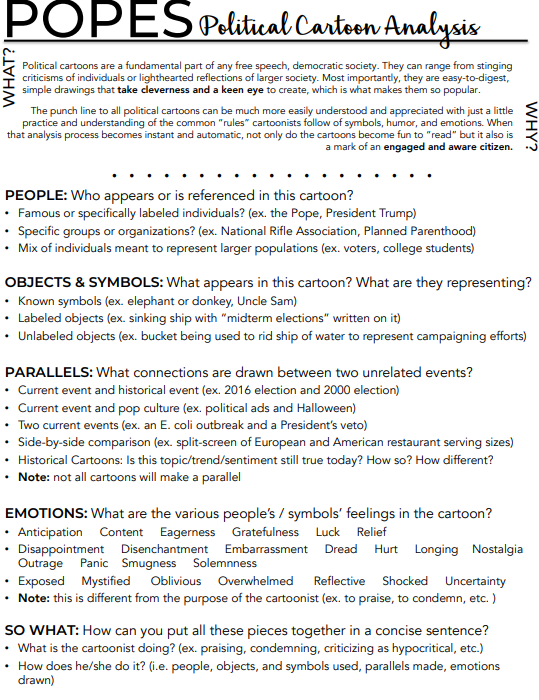 POPES Political Cartoon Analysis
WHAT?
Political cartoons are a fundamental part of any free speech, democratic society. They can range from stinging
criticisms of individuals or lighthearted reflections of larger society. Most importantly, they are easy-to-digest,
simple drawings that take cleverness and a keen eye to create, which is what makes them so popular.
WHY?
The punch line to all political cartoons can be much more easily understood and appreciated with just a little
practice and understanding of the common “rules” cartoonists follow of symbols, humor, and emotions. When
that analysis process becomes instant and automatic, not only do the cartoons become fun to “read” but it also is
a mark of an engaged and aware citizen.
PEOPLE: Who appears or is referenced in this cartoon?
• Famous or specifically labeled individuals? (ex. the Pope, President Trump)
• Specific groups or organizations? (ex. National Rifle Association, Planned Parenthood)
• Mix of individuals meant to represent larger populations (ex. voters, college students)
OBJECTS & SYMBOLS: What appears in this cartoon? What are they representing?
• Known symbols (ex. elephant or donkey, Uncle Sam)
• Labeled objects (ex. sinking ship with “midterm elections” written on it)
• Unlabeled objects (ex. bucket being used to rid ship of water to represent campaigning efforts)
PARALLELS: What connections are drawn between two unrelated events?
• Current event and historical event (ex. 2016 election and 2000 election)
• Current event and pop culture (ex. political ads and Halloween)
• Two current events (ex. an E. coli outbreak and a President’s veto)
• Side-by-side comparison (ex. split-screen of European and American restaurant serving sizes)
• Historical Cartoons: Is this topic/trend/sentiment still true today? How so? How different?
• Note: not all cartoons will make a parallel
EMOTIONS: What are the various people’s / symbols’ feelings in the cartoon?
• Anticipation Content Eagerness Gratefulness Luck Relief
• Disappointment Disenchantment Embarrassment Dread Hurt Longing Nostalgia
Outrage Panic Smugness Solemnness
• Exposed Mystified Oblivious Overwhelmed Reflective Shocked Uncertainty
• Note: this is different from the purpose of the cartoonist (ex. to praise, to condemn, etc. )
SO WHAT: How can you put all these pieces together in a concise sentence?
• What is the cartoonist doing? (ex. praising, condemning, criticizing as hypocritical, etc.)
• How does he/she do it? (i.e. people, objects, and symbols used, parallels made, emotions
drawn)